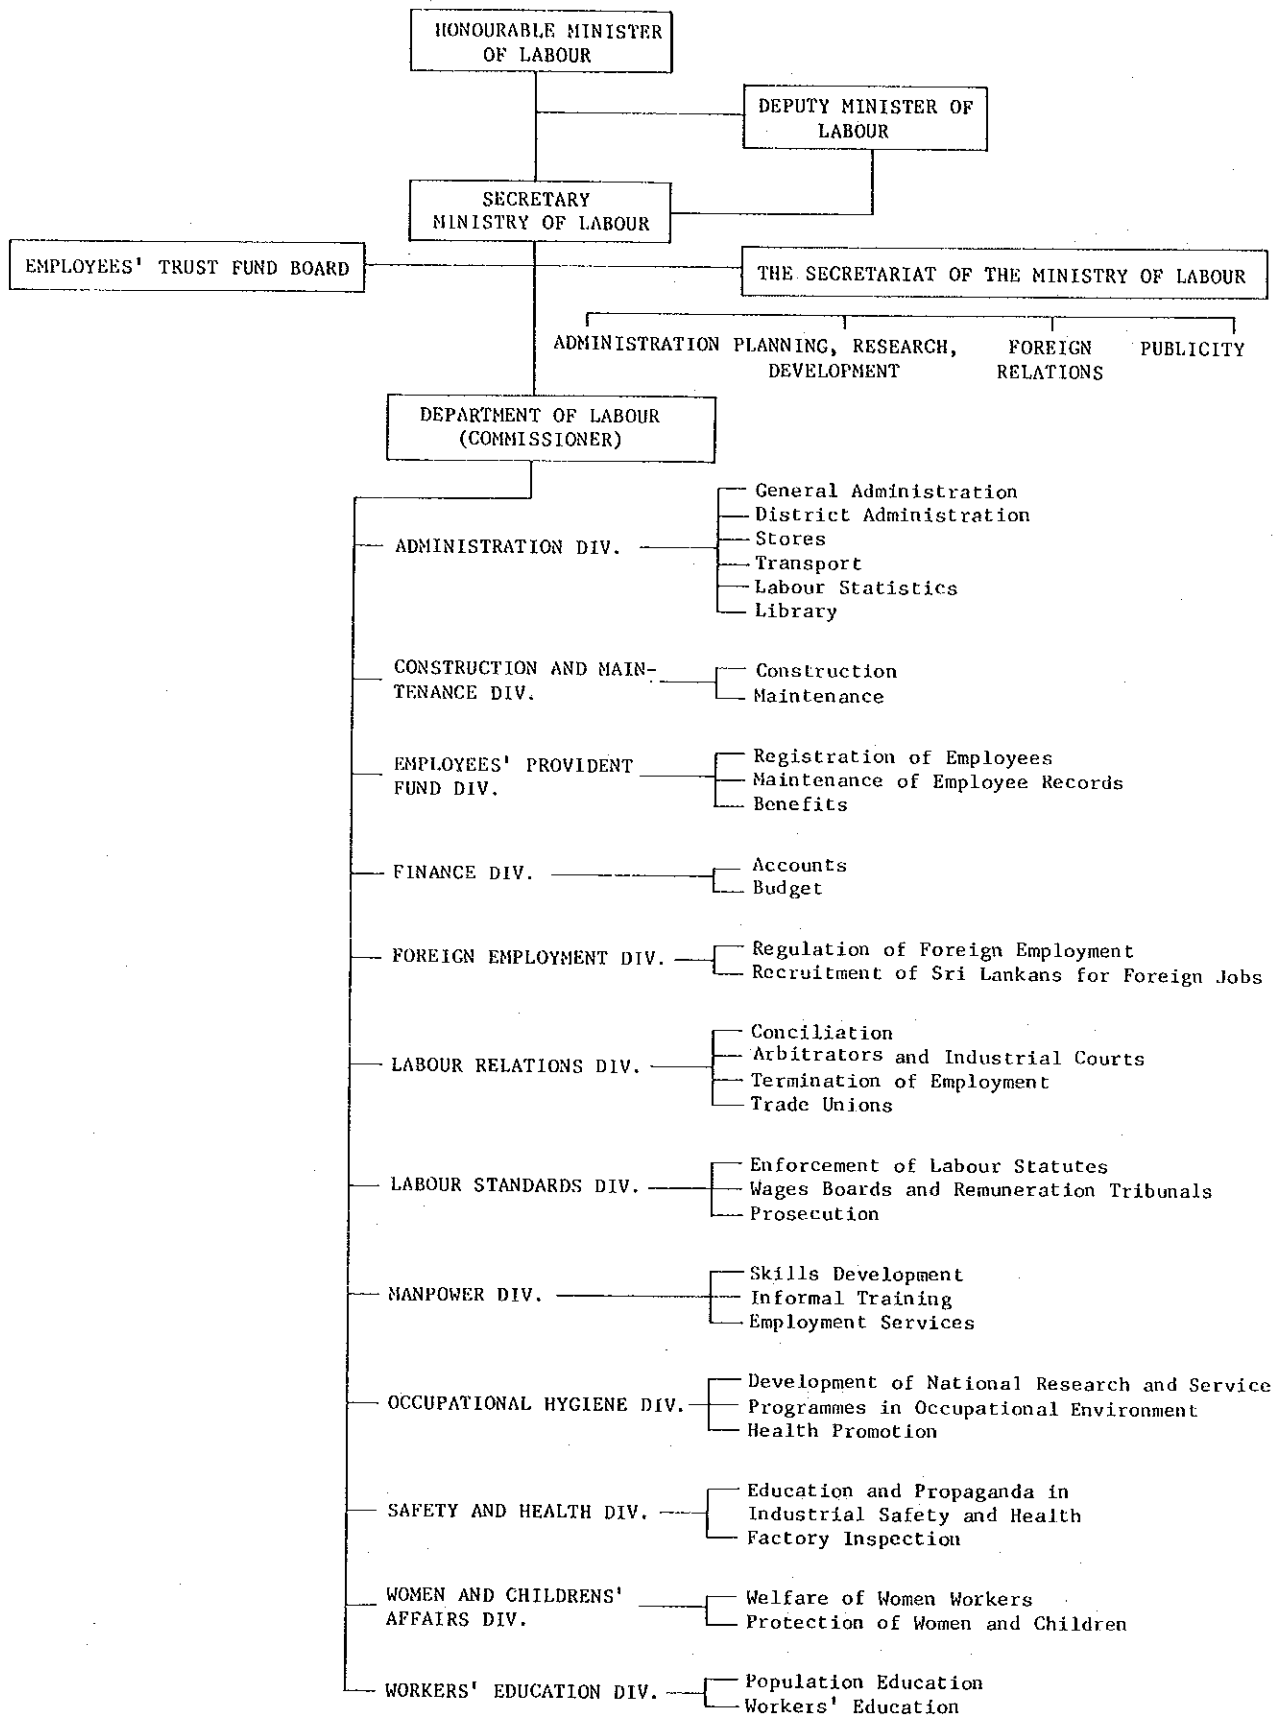 HONOURABLE MINISTER
OF LABOUR
DEPUTY MINISTER OF
LABOUR
SECRETARY
MINISTRY OF LABOUR
EMPLOYEES' TRUST FUND BOARD
THE SECRETARIAT OF THE MINISTRY OF LABOUR
ADMINISTRATION
PLANNING, RESEARCH,
DEVELOPMENT
FOREIGN
RELATIONS
PUBLICITY
DEPARTMENT OF LABOUR
(COMMISSIONER)
ADMINISTRATION DIV.
General Administration
District Administration
Stores
Transport
Labour Statistics
Library
CONSTRUCTION AND MAIN-
TENANCE DIV.
Construction
Maintenance
EMPLOYEES' PROVIDENT
FUND DIV.
Registration of Employees
Maintenance of Employee Records
Benefits
FINANCE DIV.
Accounts
Budget
FOREIGN EMPLOYMENT DIV.
Regulation of Foreign Employment
Recruitment of Sri Lankans for Foreign Jobs
LABOUR RELATIONS DIV.
Conciliation
Arbitrators and Industrial Courts
Termination of Employment
Trade Unions
LABOUR STANDARDS DIV.
Enforcement of Labour Statutes
Wages Boards and Remuneration Tribunals
Prosecution
MANPOWER DIV.
Skills Development
Informal Training
Employment Services
OCCUPATIONAL HYGIENE DIV.
Development of National Research and Service
Programmes in Occupational Environment
Health Promotion
SAFETY AND HEALTH DIV.
Education and Propaganda in
Industrial Safety and Health
Factory Inspection
WOMEN AND CHILDRENS'
AFFAIRS DIV.
Welfare of Women Workers
Protection of Women and Children
WORKERS' EDUCATION DIV.
Population Education
Workers' Education